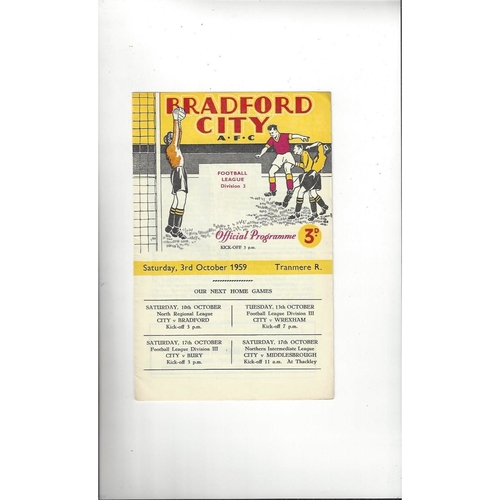 BRADFORD
CITY
A·F·C
FOOTBALL
LEAGUE
Division 3
Official Programme
3D
KICK-OFF 3 p.m.
Saturday, 3rd October 1959 Tranmere R.
OUR NEXT HOME GAMES
SATURDAY, 10th OCTOBER
North Regional League
CITY v BRADFORD
Kick-off 3 p.m.
TUESDAY, 13th OCTOBER
Football League Division III
CITY v WREXHAM
Kick-off 7 p.m.
SATURDAY, 17th OCTOBER
Football League Division III
CITY v BURY
Kick-off 3 p.m.
SATURDAY, 17th OCTOBER
Northern Intermediate League
CITY v MIDDLESBROUGH
Kick-off 11 a.m. At Thackley